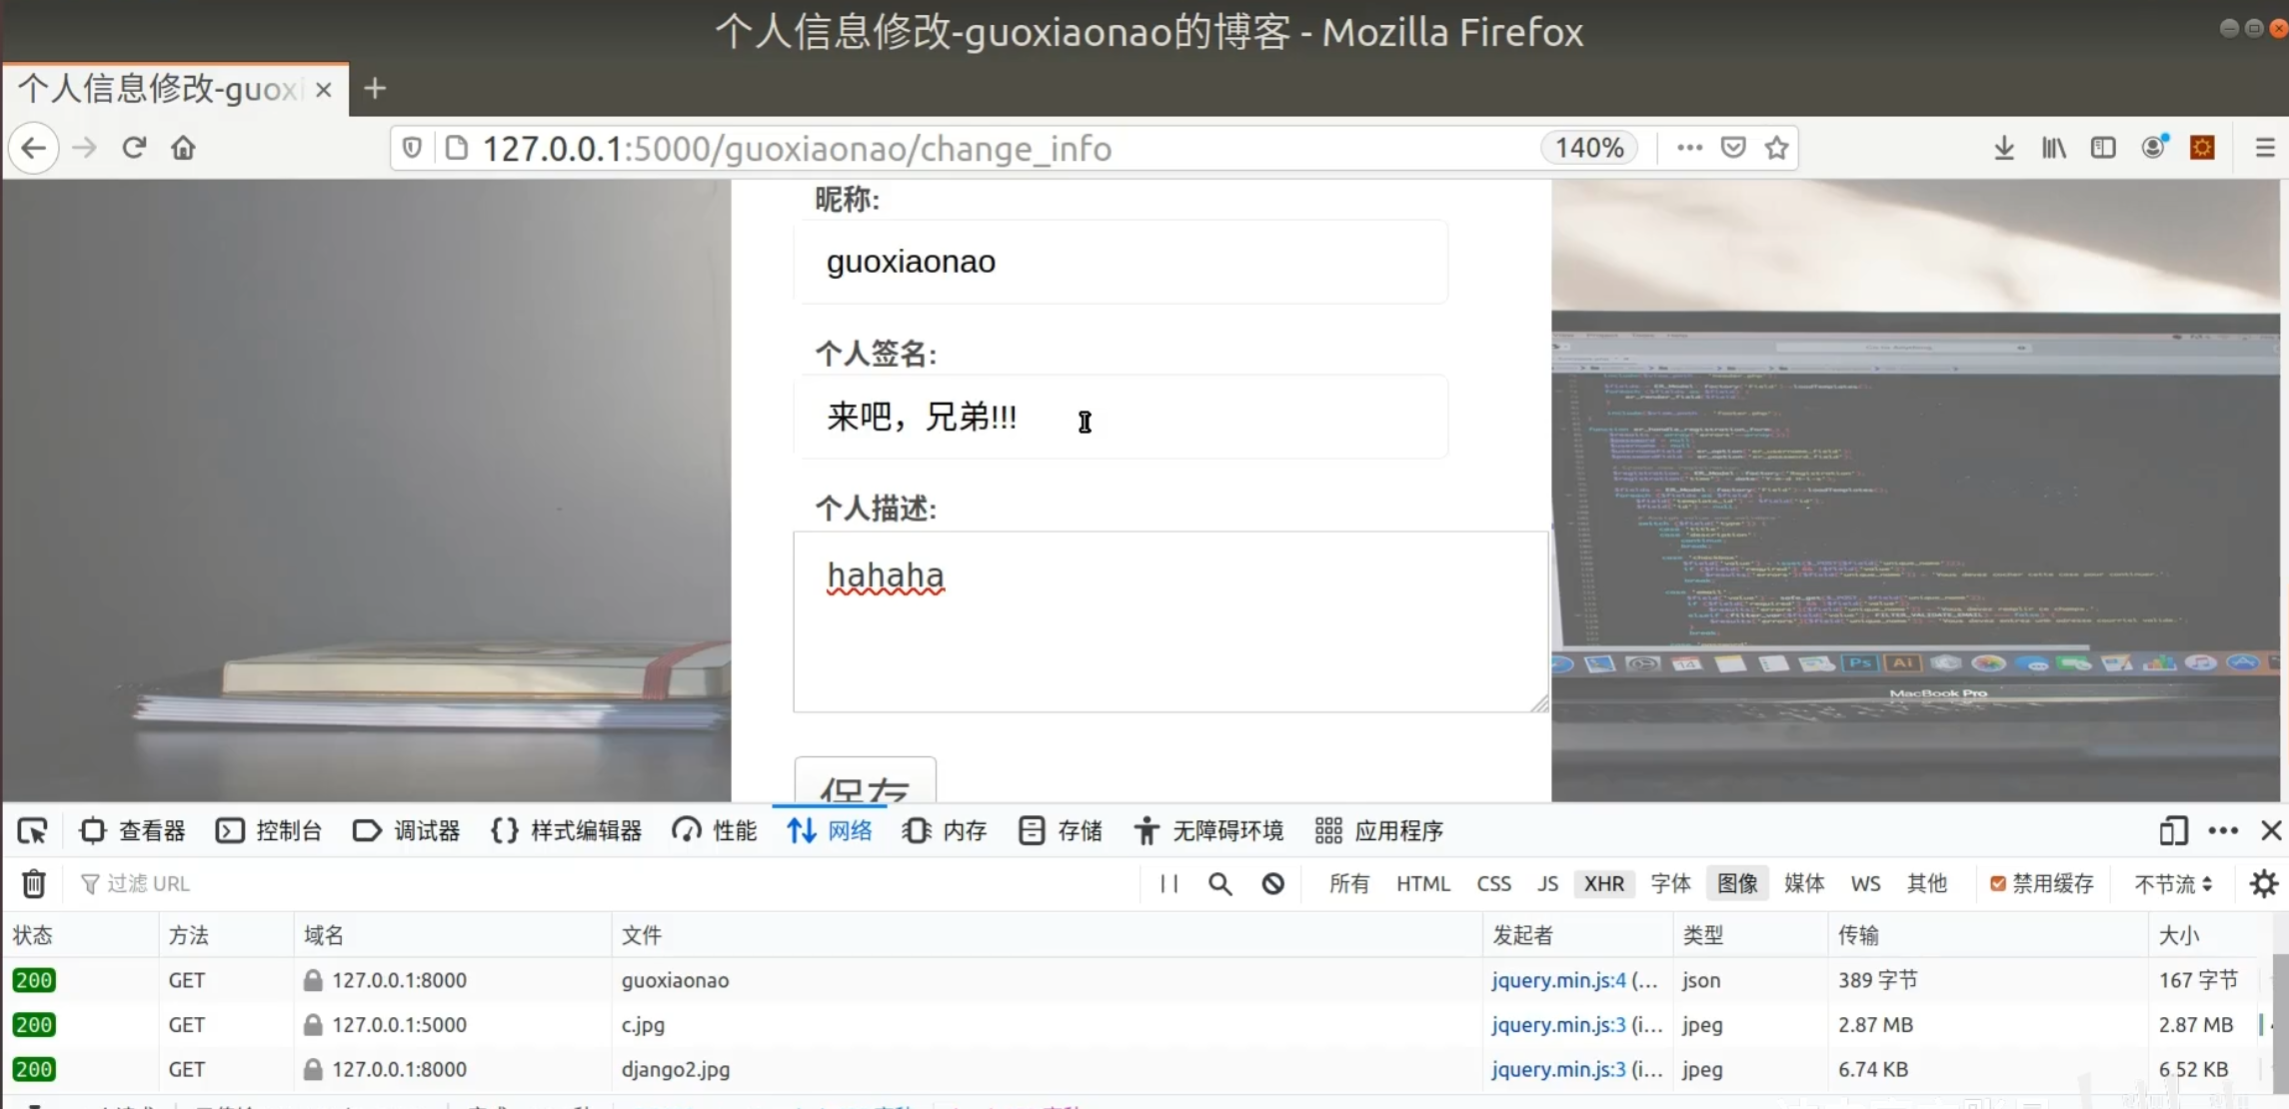 个人信息修改-guoxiaonao的博客 - Mozilla Firefox
个人信息修改-guoxi
127.0.0.1:5000/guoxiaonao/change_info 140%
昵称:
guoxiaonao
个人签名:
来吧，兄弟!!!
个人描述:
hahaha
保存
Ps Ai
MacBook Pro
查看器 控制台 调试器 样式编辑器 性能 网络 内存 存储 无障碍环境 应用程序
过滤 URL 所有 HTML CSS JS XHR 字体 图像 媒体 WS 其他 禁用缓存 不节流
状态 方法 域名 文件 发起者 类型 传输 大小
200 GET 127.0.0.1:8000 guoxiaonao jquery.min.js:4 (... json 389 字节 167 字节
200 GET 127.0.0.1:5000 c.jpg jquery.min.js:3 (i... jpeg 2.87 MB 2.87 MB
200 GET 127.0.0.1:8000 django2.jpg jquery.min.js:3 (i... jpeg 6.74 KB 6.52 KB